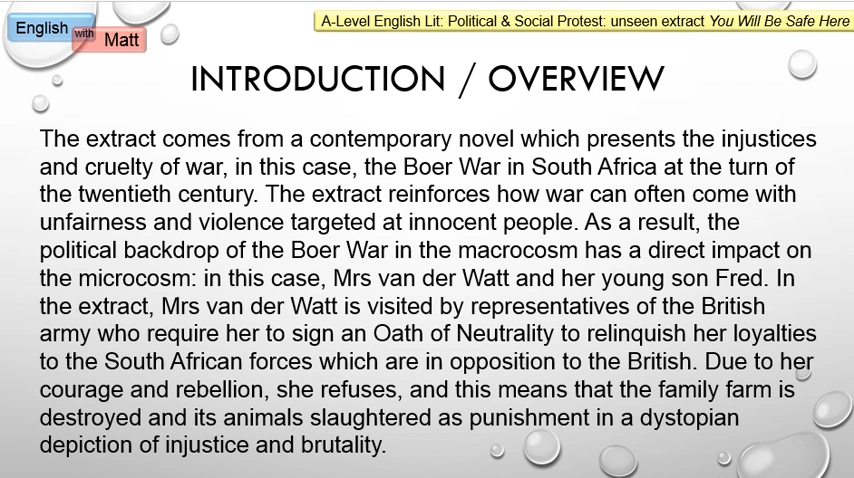 English with Matt
A-Level English Lit: Political & Social Protest: unseen extract You Will Be Safe Here
INTRODUCTION / OVERVIEW
The extract comes from a contemporary novel which presents the injustices
and cruelty of war, in this case, the Boer War in South Africa at the turn of
the twentieth century. The extract reinforces how war can often come with
unfairness and violence targeted at innocent people. As a result, the
political backdrop of the Boer War in the macrocosm has a direct impact on
the microcosm: in this case, Mrs van der Watt and her young son Fred. In
the extract, Mrs van der Watt is visited by representatives of the British
army who require her to sign an Oath of Neutrality to relinquish her loyalties
to the South African forces which are in opposition to the British. Due to her
courage and rebellion, she refuses, and this means that the family farm is
destroyed and its animals slaughtered as punishment in a dystopian
depiction of injustice and brutality.